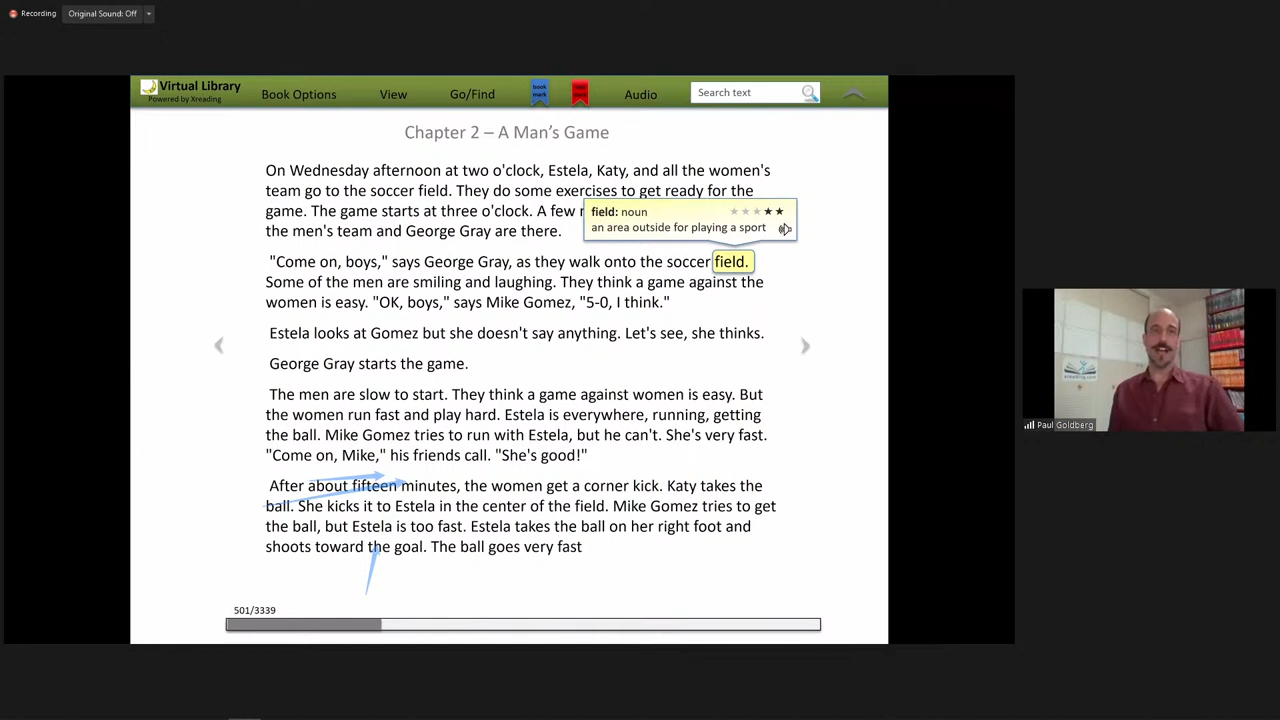 Recording
Original Sound: Off
Virtual Library
Powered by Xreading
Book Options
View
Go/Find
book mark
Audio
Search text
Chapter 2 – A Man's Game
On Wednesday afternoon at two o'clock, Estela, Katy, and all the women's
team go to the soccer field. They do some exercises to get ready for the
game. The game starts at three o'clock. A few
the men's team and George Gray are there.
field: noun
an area outside for playing a sport
"Come on, boys," says George Gray, as they walk onto the soccer field.
Some of the men are smiling and laughing. They think a game against the
women is easy. "OK, boys," says Mike Gomez, "5-0, I think."
Estela looks at Gomez but she doesn't say anything. Let's see, she thinks.
George Gray starts the game.
The men are slow to start. They think a game against women is easy. But
the women run fast and play hard. Estela is everywhere, running, getting
the ball. Mike Gomez tries to run with Estela, but he can't. She's very fast.
"Come on, Mike," his friends call. "She's good!"
After about fifteen minutes, the women get a corner kick. Katy takes the
ball. She kicks it to Estela in the center of the field. Mike Gomez tries to get
the ball, but Estela is too fast. Estela takes the ball on her right foot and
shoots toward the goal. The ball goes very fast
501/3339
xreading.com
Paul Goldberg